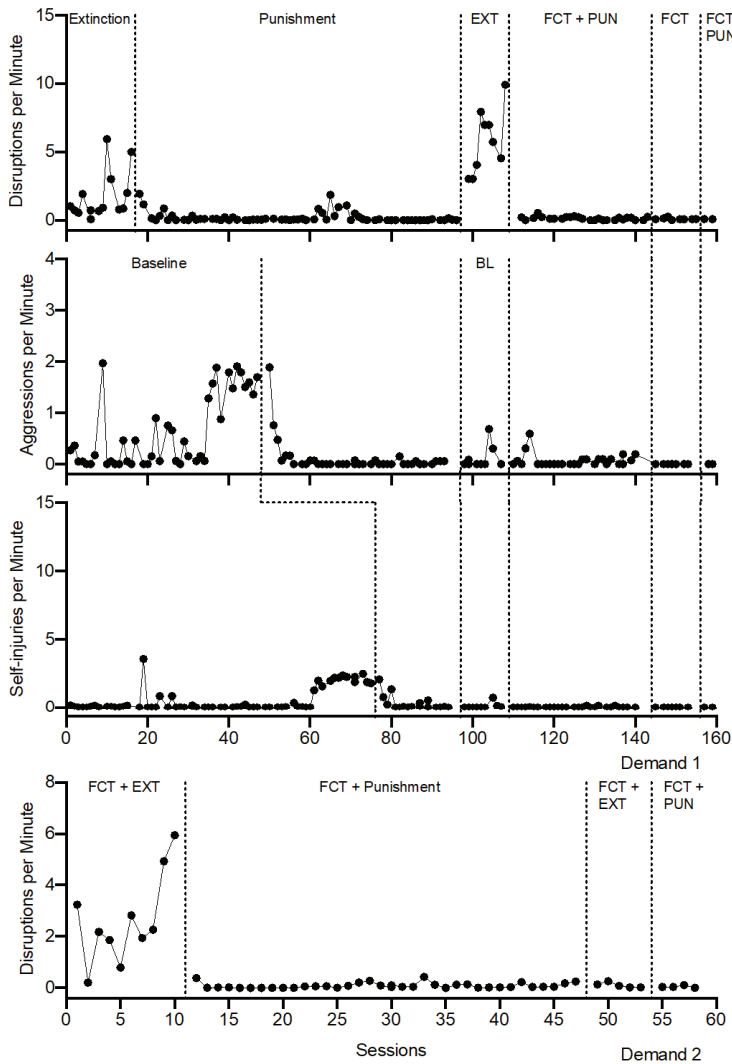 Extinction Punishment EXT FCT + PUN FCT FCT
PUN
15
10
5
0
Disruptions per Minute
Baseline BL
4
3
2
1
0
Aggressions per Minute
15
10
5
0
Self-injuries per Minute
0 20 40 60 80 100 120 140 160
Demand 1
FCT + EXT FCT + Punishment FCT + FCT +
EXT PUN
8
6
4
2
0
Disruptions per Minute
0 5 10 15 20 25 30 35 40 45 50 55 60
Sessions Demand 2